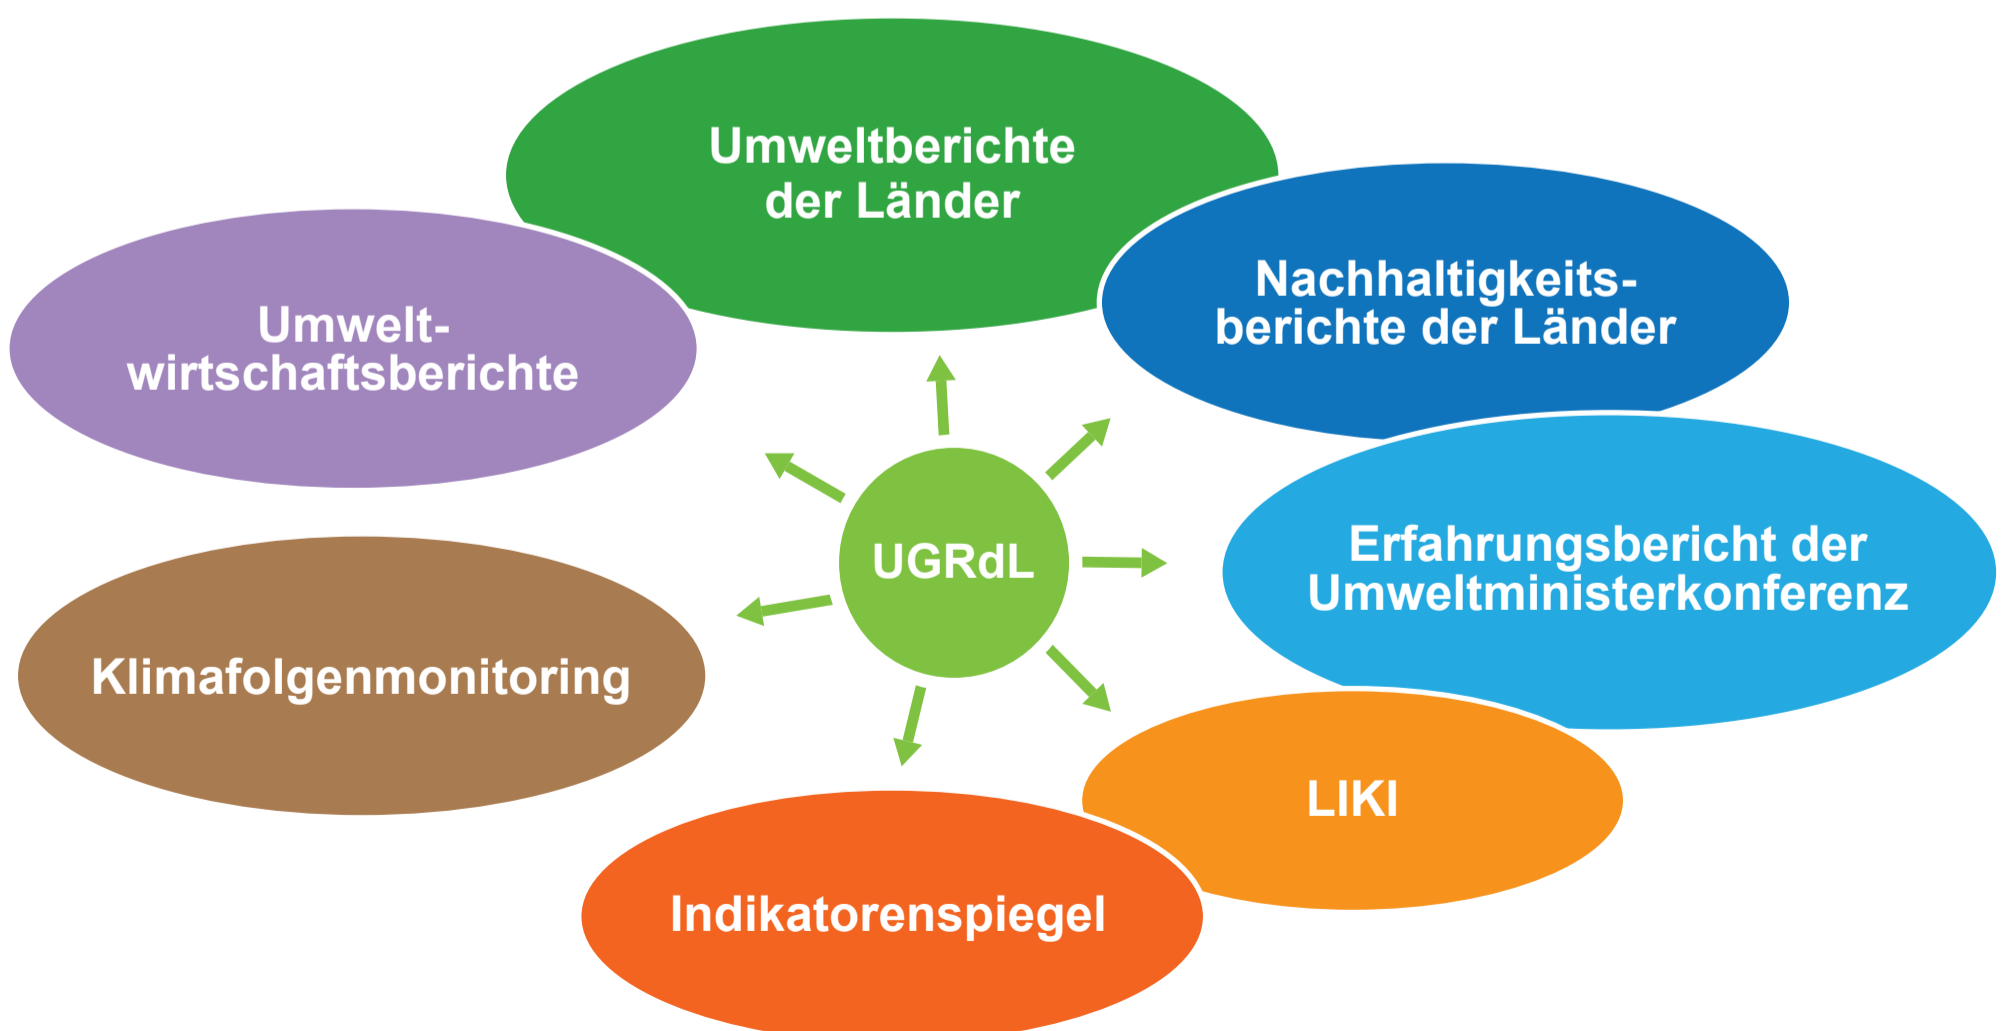 Umweltberichte
der Länder
Nachhaltigkeits-
berichte der Länder
Umwelt-
wirtschaftsberichte
Erfahrungsbericht der
Umweltministerkonferenz
UGRdL
Klimafolgenmonitoring
LIKI
Indikatorenspiegel